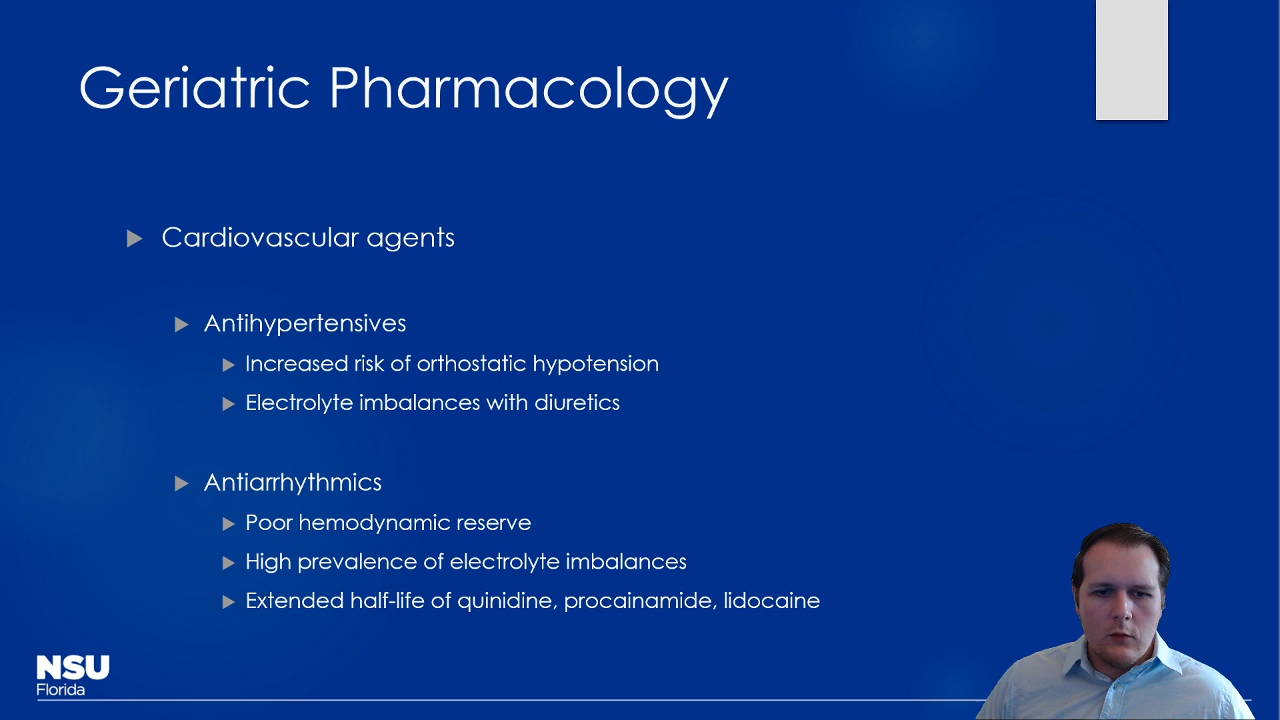 Geriatric Pharmacology
Cardiovascular agents
Antihypertensives
Increased risk of orthostatic hypotension
Electrolyte imbalances with diuretics
Antiarrhythmics
Poor hemodynamic reserve
High prevalence of electrolyte imbalances
Extended half-life of quinidine, procainamide, lidocaine
NSU
Florida